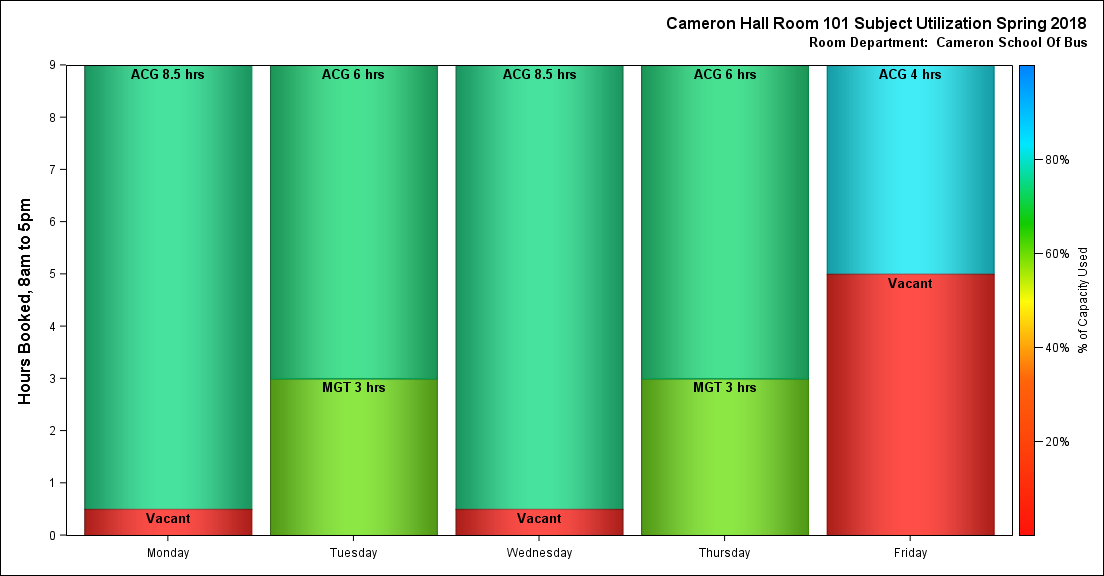 Cameron Hall Room 101 Subject Utilization Spring 2018
Room Department:  Cameron School Of Bus
Hours Booked, 8am to 5pm
9
8
7
6
5
4
3
2
1
0
ACG 8.5 hrs
Vacant
ACG 6 hrs
MGT 3 hrs
ACG 8.5 hrs
Vacant
ACG 6 hrs
MGT 3 hrs
ACG 4 hrs
Vacant
Monday
Tuesday
Wednesday
Thursday
Friday
80%
60%
40%
20%
% of Capacity Used